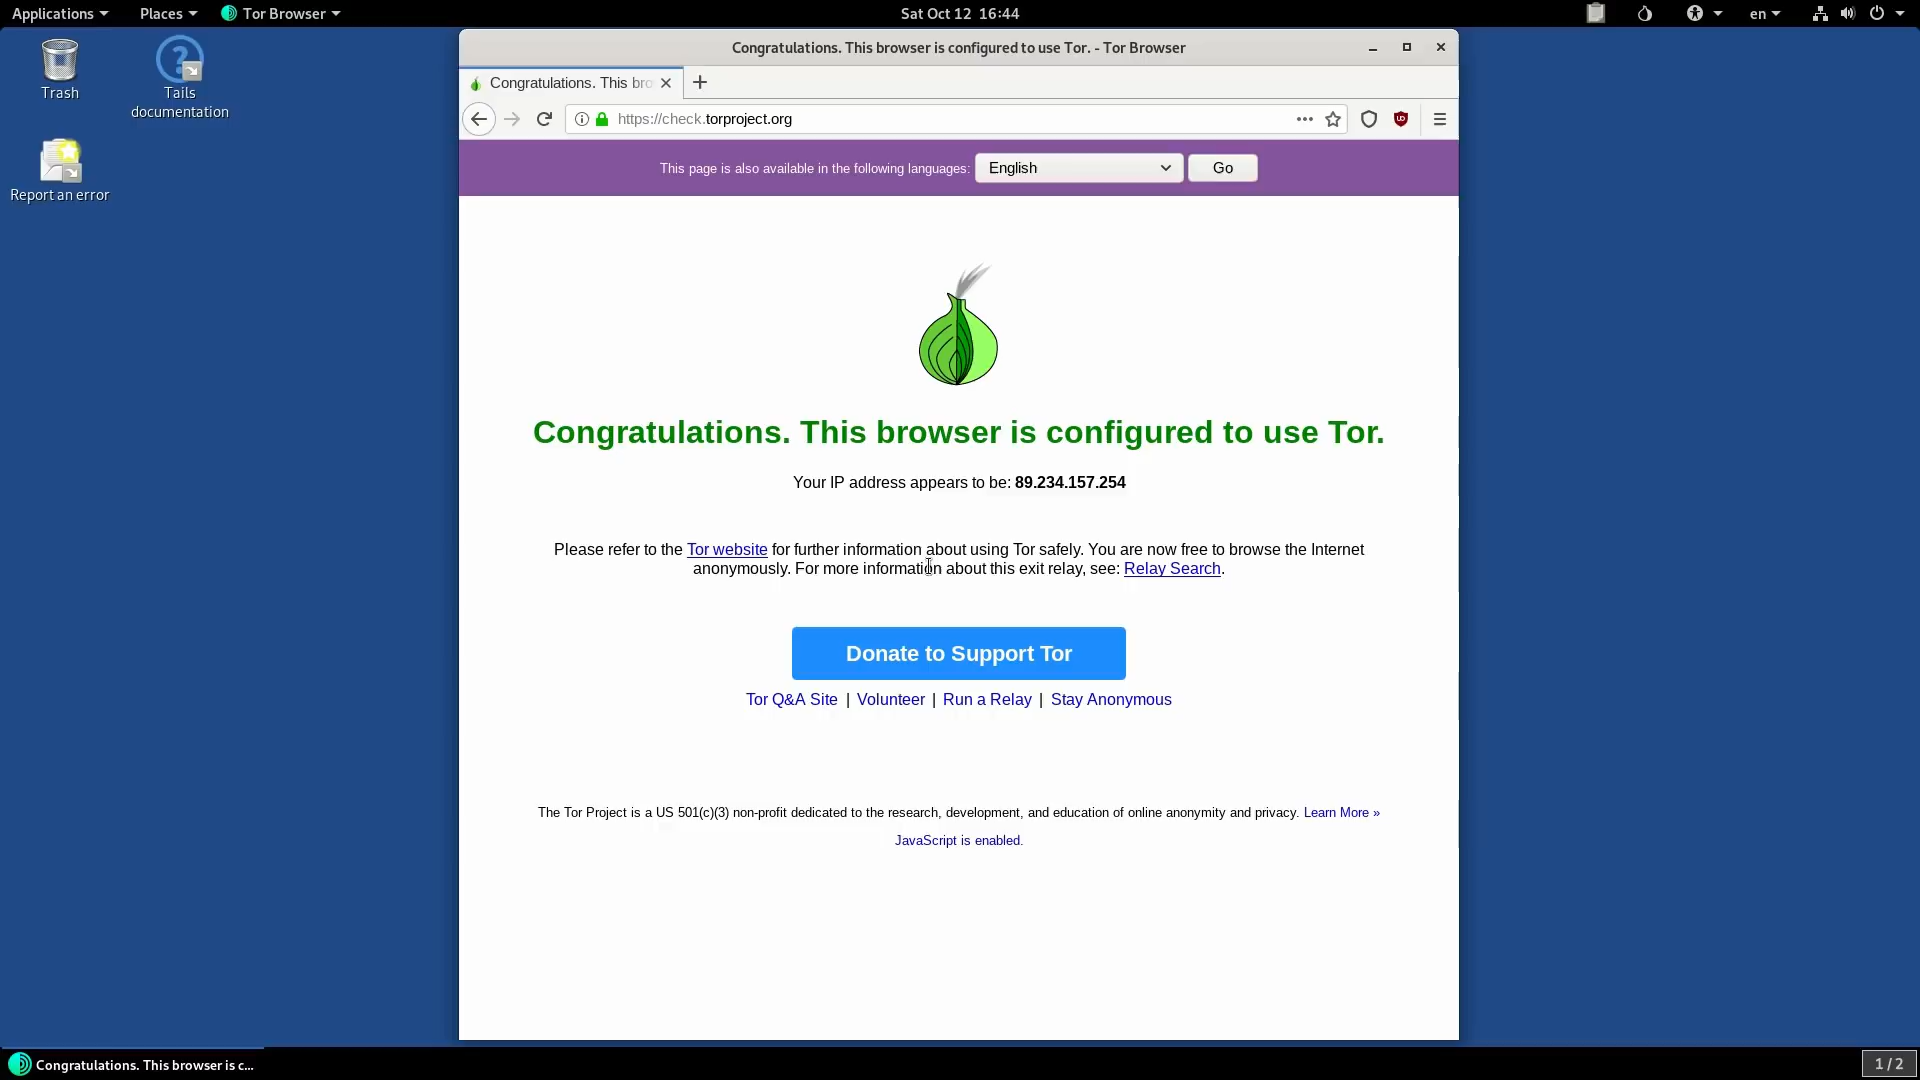 Applications Places Tor Browser Sat Oct 12 16:44 en
Trash
Tails
documentation
Report an error
Congratulations. This browser is configured to use Tor. - Tor Browser
Congratulations. This bro
https://check.torproject.org
This page is also available in the following languages: English Go
Congratulations. This browser is configured to use Tor.
Your IP address appears to be: 89.234.157.254
Please refer to the Tor website for further information about using Tor safely. You are now free to browse the Internet
anonymously. For more information about this exit relay, see: Relay Search.
Donate to Support Tor
Tor Q&A Site | Volunteer | Run a Relay | Stay Anonymous
The Tor Project is a US 501(c)(3) non-profit dedicated to the research, development, and education of online anonymity and privacy. Learn More »
JavaScript is enabled.
Congratulations. This browser is c...
1 / 2